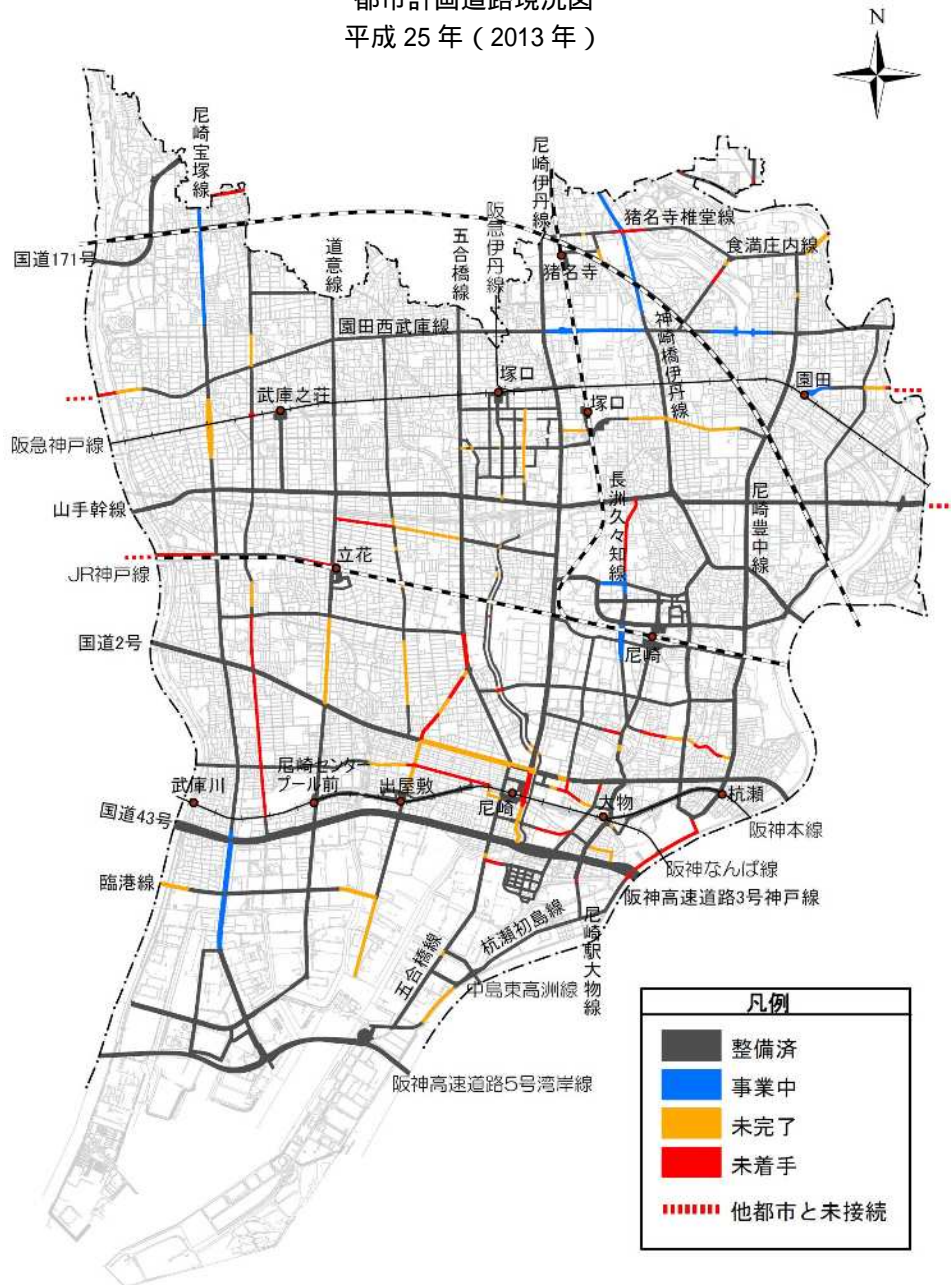 都市計画道路現況図
平成 25 年 ( 2013 年 )
N
尼崎宝塚線
尼崎伊丹線
猪名寺椎堂線
食満庄内線
道意線
五合橋線
阪急伊丹線
国道171号
猪名寺
園田西武庫線
神崎橋伊丹線
塚口
園田
武庫之荘
塚口
阪急神戸線
山手幹線
長洲久々知線
尼崎豊中線
立花
JR神戸線
国道2号
尼崎
尼崎センター
プール前
武庫川
出屋敷
尼崎
大物
杭瀬
国道43号
阪神本線
阪神なんば線
臨港線
阪神高速道路3号神戸線
杭瀬初島線
尼崎駅大物線
五合橋線
中島東高洲線
阪神高速道路5号湾岸線
凡例
整備済
事業中
未完了
未着手
他都市と未接続